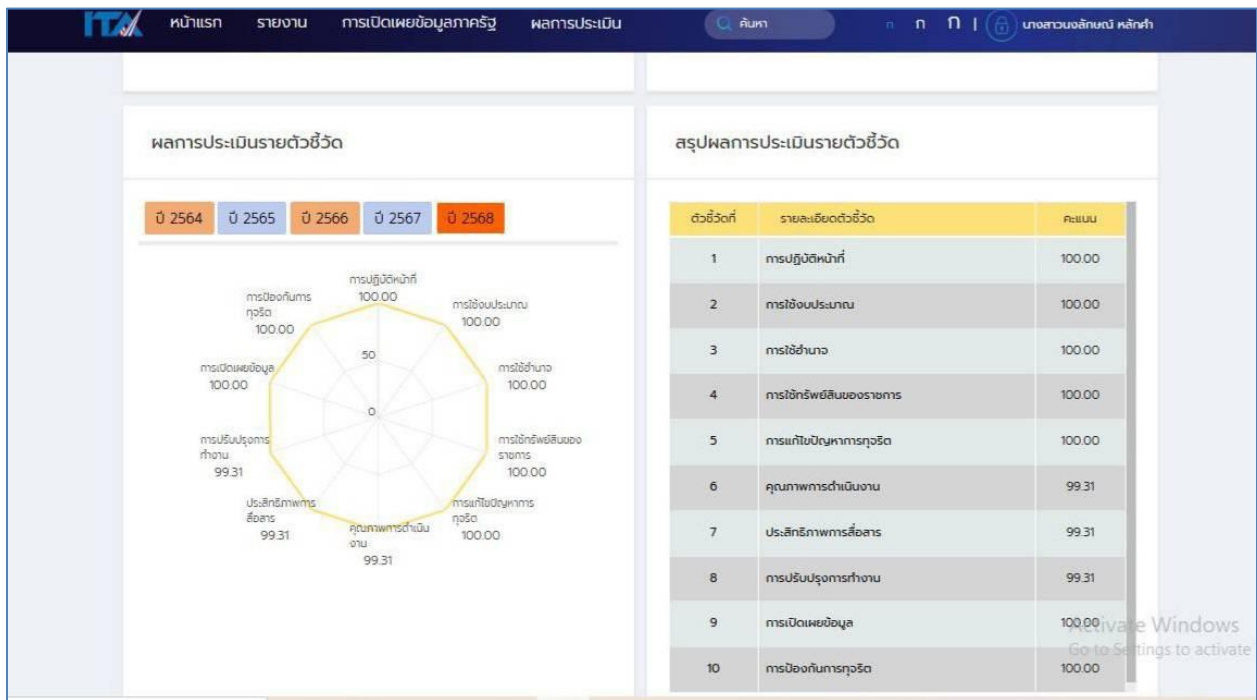 ITA หน้าแรก รายงาน การเปิดเผยข้อมูลภาครัฐ ผลการประเมิน ค้นหา ก ก ก | นางสาวนงลักษณ์ หลักคำ
ผลการประเมินรายตัวชี้วัด
ปี 2564 ปี 2565 ปี 2566 ปี 2567 ปี 2568
การปฏิบัติหน้าที่
100.00
การใช้งบประมาณ
100.00
การใช้อำนาจ
100.00
การใช้ทรัพย์สินของ
ราชการ
100.00
การแก้ไขปัญหาการ
ทุจริต
100.00
คุณภาพการดำเนิน
งาน
99.31
ประสิทธิภาพการ
สื่อสาร
99.31
การปรับปรุงการ
ทำงาน
99.31
การเปิดเผยข้อมูล
100.00
การป้องกันการ
ทุจริต
100.00
50
0
สรุปผลการประเมินรายตัวชี้วัด
ตัวชี้วัดที่ รายละเอียดตัวชี้วัด คะแนน
1 การปฏิบัติหน้าที่ 100.00
2 การใช้งบประมาณ 100.00
3 การใช้อำนาจ 100.00
4 การใช้ทรัพย์สินของราชการ 100.00
5 การแก้ไขปัญหาการทุจริต 100.00
6 คุณภาพการดำเนินงาน 99.31
7 ประสิทธิภาพการสื่อสาร 99.31
8 การปรับปรุงการทำงาน 99.31
9 การเปิดเผยข้อมูล 100.00
10 การป้องกันการทุจริต 100.00
Activate Windows
Go to Settings to activate